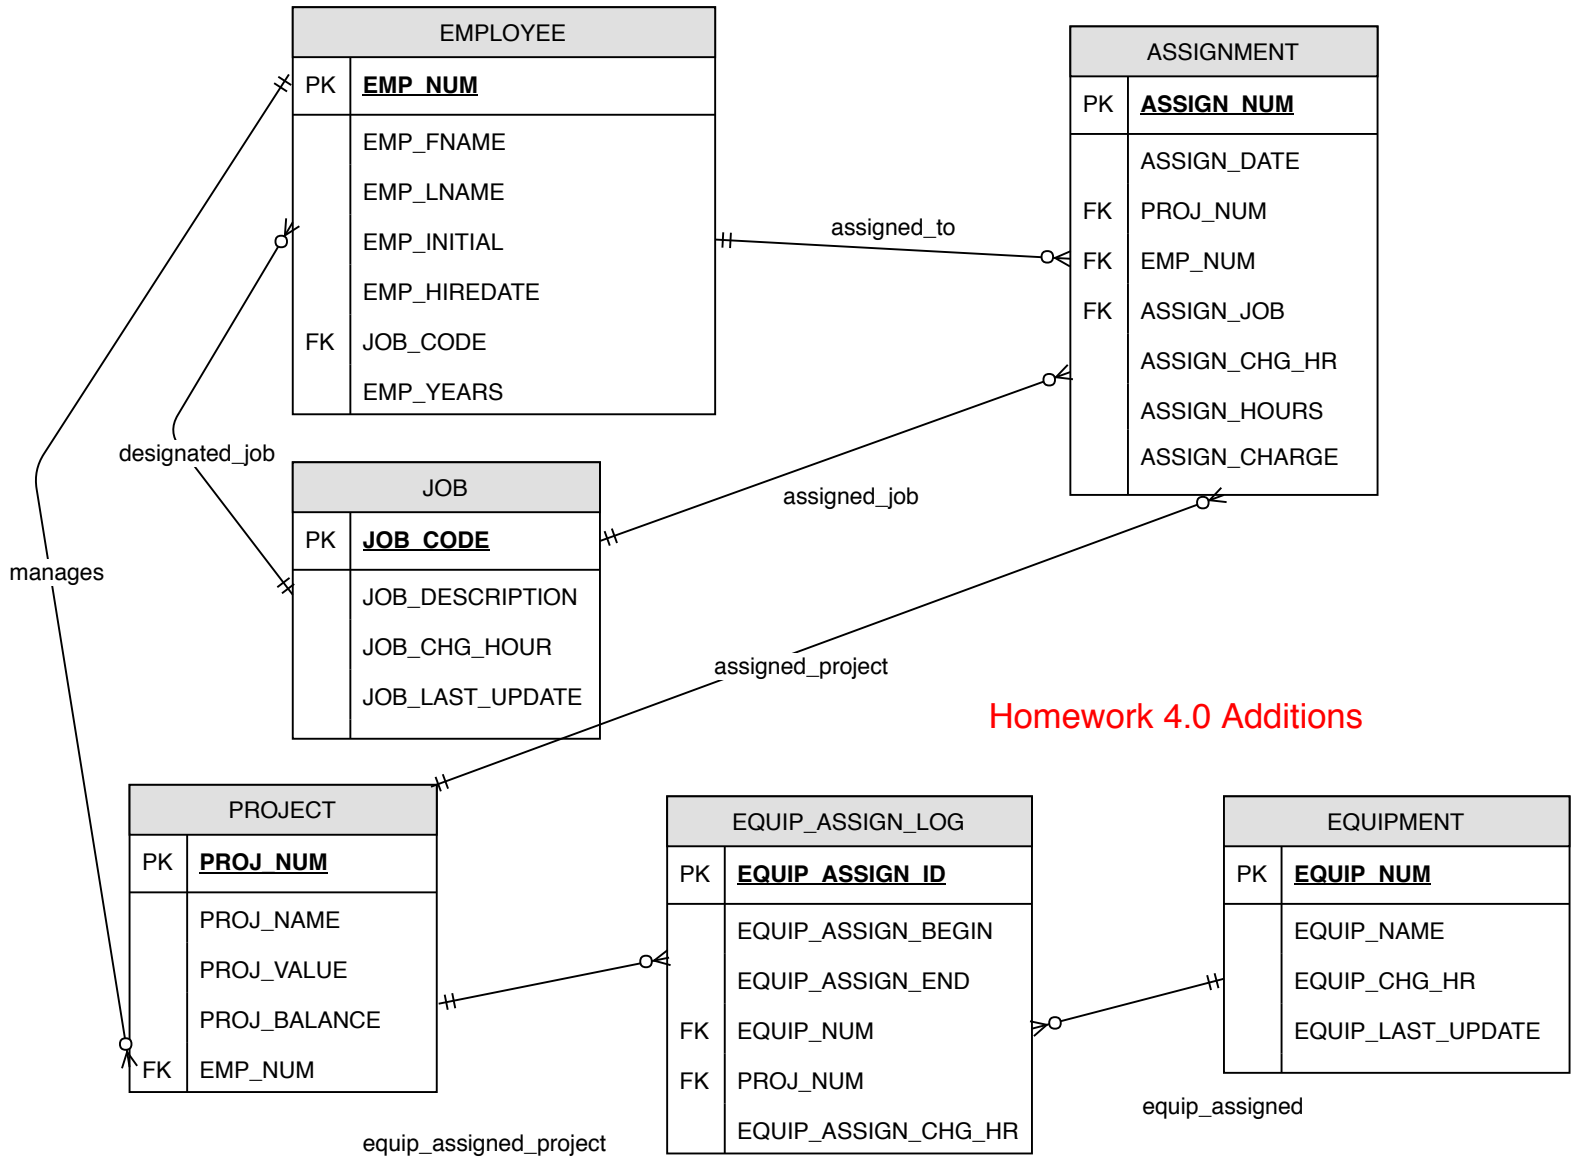 EMPLOYEE
PK EMP_NUM
EMP_FNAME
EMP_LNAME
EMP_INITIAL
EMP_HIREDATE
FK JOB_CODE
EMP_YEARS
ASSIGNMENT
PK ASSIGN_NUM
ASSIGN_DATE
FK PROJ_NUM
FK EMP_NUM
FK ASSIGN_JOB
ASSIGN_CHG_HR
ASSIGN_HOURS
ASSIGN_CHARGE
assigned_to
designated_job
manages
JOB
PK JOB_CODE
JOB_DESCRIPTION
JOB_CHG_HOUR
JOB_LAST_UPDATE
assigned_job
assigned_project
Homework 4.0 Additions
PROJECT
PK PROJ_NUM
PROJ_NAME
PROJ_VALUE
PROJ_BALANCE
FK EMP_NUM
EQUIP_ASSIGN_LOG
PK EQUIP_ASSIGN_ID
EQUIP_ASSIGN_BEGIN
EQUIP_ASSIGN_END
FK EQUIP_NUM
FK PROJ_NUM
EQUIP_ASSIGN_CHG_HR
EQUIPMENT
PK EQUIP_NUM
EQUIP_NAME
EQUIP_CHG_HR
EQUIP_LAST_UPDATE
equip_assigned
equip_assigned_project